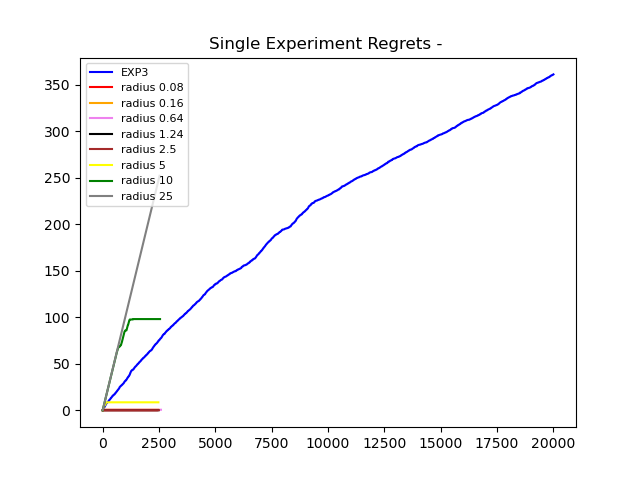 Single Experiment Regrets -
EXP3
radius 0.08
radius 0.16
radius 0.64
radius 1.24
radius 2.5
radius 5
radius 10
radius 25
350
300
250
200
150
100
50
0
0 2500 5000 7500 10000 12500 15000 17500 20000